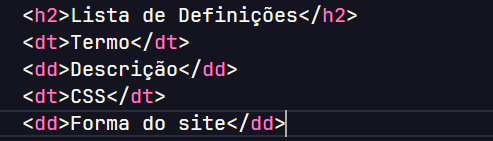 <h2>Lista de Definições</h2>
<dt>Termo</dt>
<dd>Descrição</dd>
<dt>CSS</dt>
<dd>Forma do site</dd>